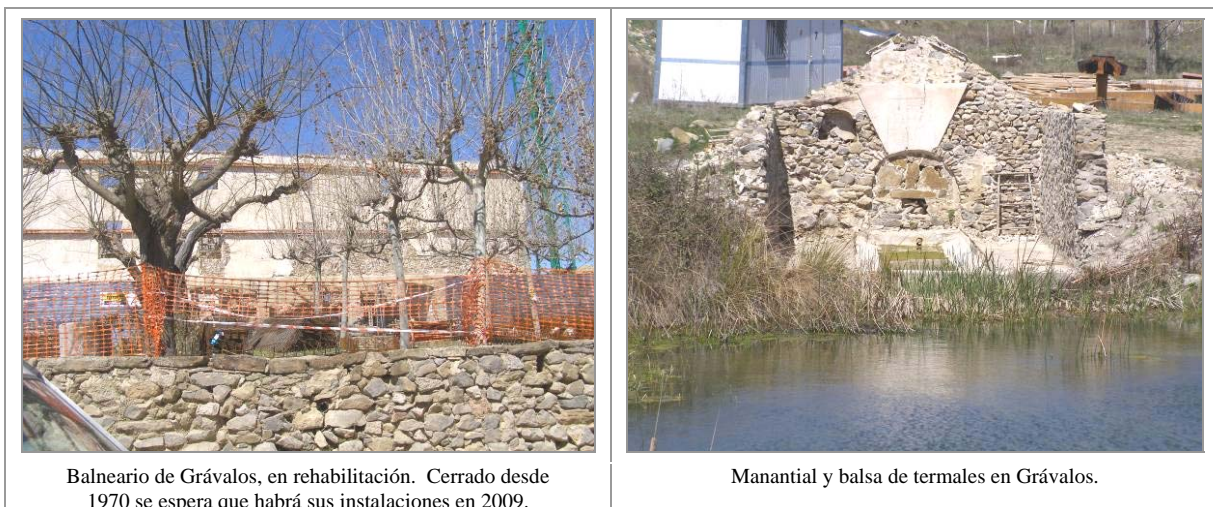 Balneario de Grávalos, en rehabilitación.  Cerrado desde
1970 se espera que habrá sus instalaciones en 2009.
Manantial y balsa de termales en Grávalos.